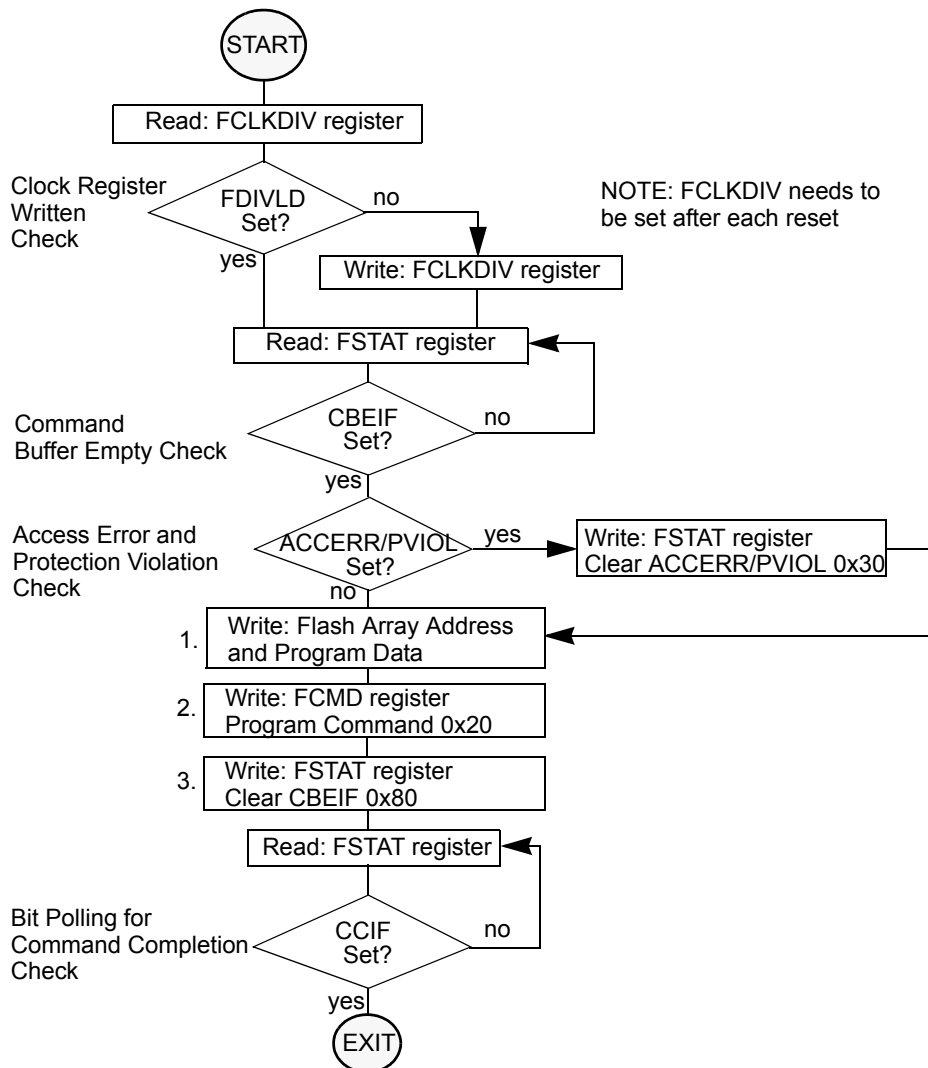 START
Read: FCLKDIV register
Clock Register
Written
Check
FDIVLD
Set?
no
yes
NOTE: FCLKDIV needs to
be set after each reset
Write: FCLKDIV register
Read: FSTAT register
Command
Buffer Empty Check
CBEIF
Set?
no
yes
Access Error and
Protection Violation
Check
ACCERR/PVIOL
Set?
yes
no
Write: FSTAT register
Clear ACCERR/PVIOL 0x30
1.
Write: Flash Array Address
and Program Data
2.
Write: FCMD register
Program Command 0x20
3.
Write: FSTAT register
Clear CBEIF 0x80
Read: FSTAT register
Bit Polling for
Command Completion
Check
CCIF
Set?
no
yes
EXIT